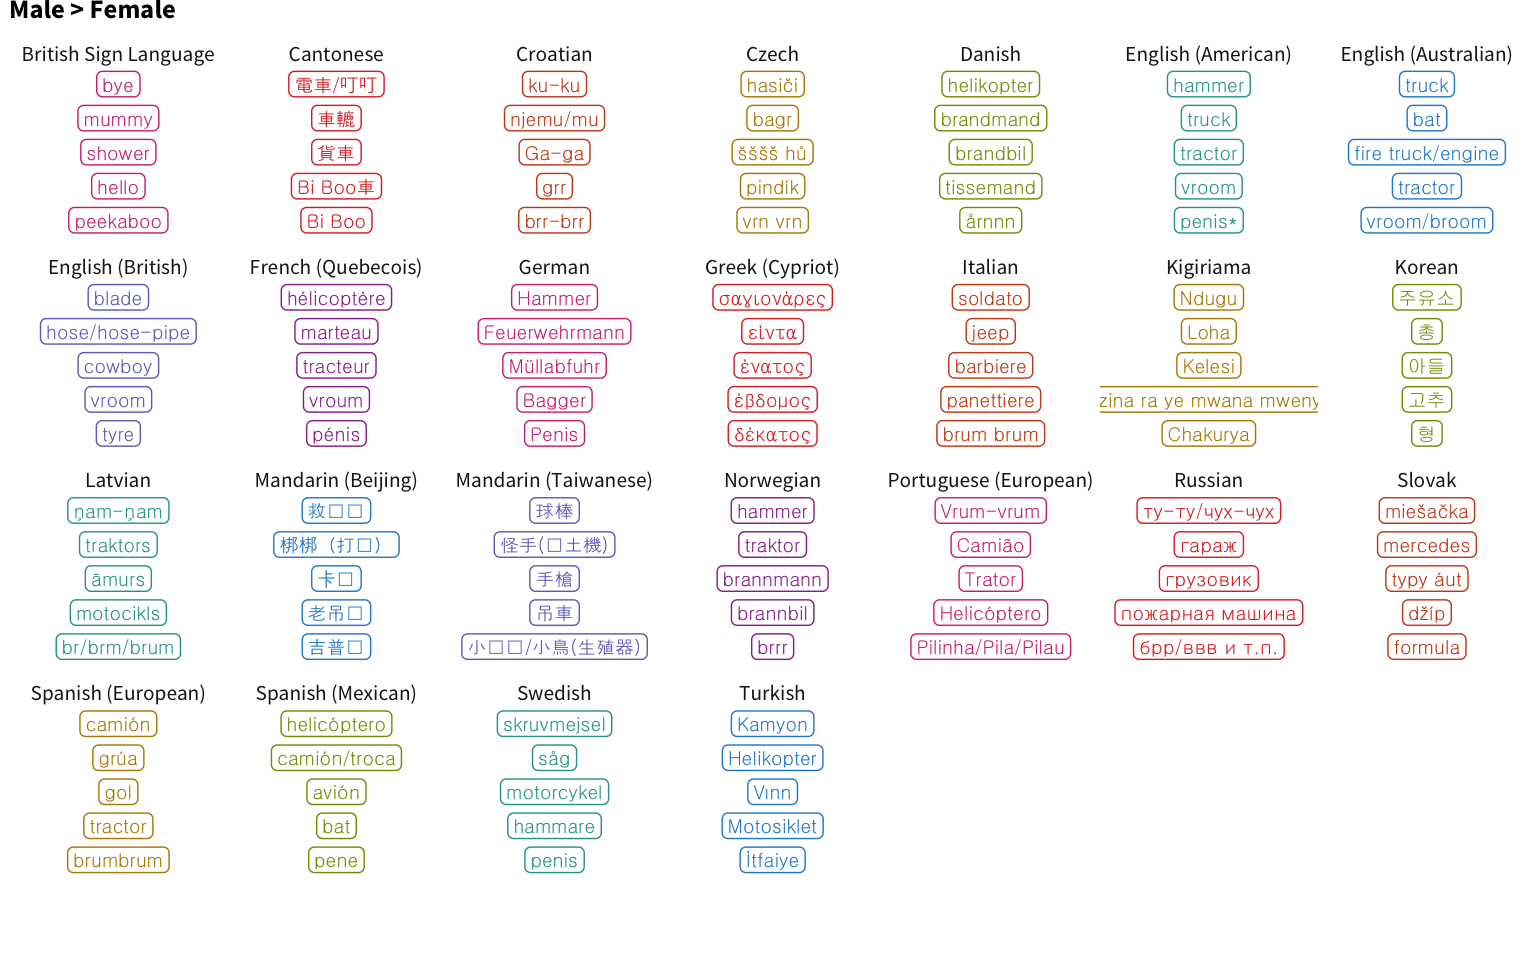 Male > Female
British Sign Language Cantonese Croatian Czech Danish English (American) English (Australian)
bye 電車/叮叮 ku-ku hasiči helikopter hammer truck
mummy 車轆 njemu/mu bagr brandmand truck bat
shower 貨車 Ga-ga šššš hů brandbil tractor fire truck/engine
hello Bi Boo車 grr pindík tissemand vroom tractor
peekaboo Bi Boo brr-brr vrn vrn årnnn penis* vroom/broom
English (British) French (Quebecois) German Greek (Cypriot) Italian Kigiriama Korean
blade hélicoptère Hammer σαγιονάρες soldato Ndugu 주유소
hose/hose-pipe marteau Feuerwehrmann είντα jeep Loha 총
cowboy tracteur Müllabfuhr ένατος barbiere Kelesi 아들
vroom vroum Bagger έβδομος panettiere zina ra ye mwana mweny 고추
tyre pénis Penis δέκατος brum brum Chakurya 형
Latvian Mandarin (Beijing) Mandarin (Taiwanese) Norwegian Portuguese (European) Russian Slovak
ņam-ņam 救□□ 球棒 hammer Vrum-vrum ту-ту/чух-чух miešačka
traktors 梆梆（打□） 怪手(□土機) traktor Camião гараж mercedes
āmurs 卡□ 手槍 brannmann Trator грузовик typy áut
motocikls 老吊□ 吊車 brannbil Helicóptero пожарная машина džíp
br/brm/brum 吉普□ 小□□/小鳥(生殖器) brrr Pilinha/Pila/Pilau брр/ввв и т.п. formula
Spanish (European) Spanish (Mexican) Swedish Turkish
camión helicóptero skruvmejsel Kamyon
grúa camión/troca såg Helikopter
gol avión motorcykel Vınn
tractor bat hammare Motosiklet
brumbrum pene penis İtfaiye